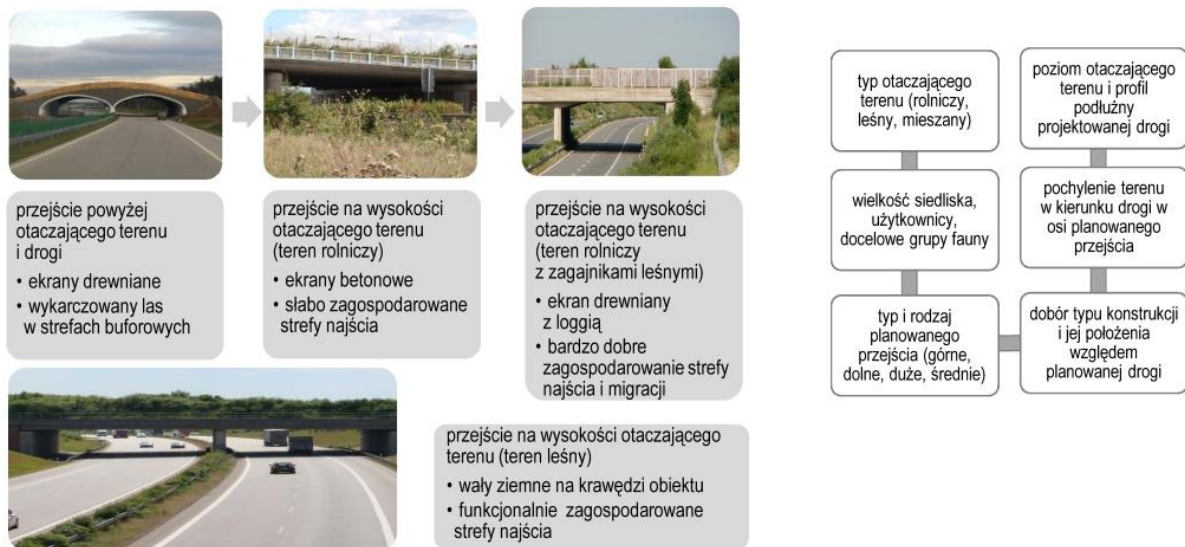 przejście powyżej
otaczającego terenu
i drogi
• ekrany drewniane
• wykarczowany las
w strefach buforowych
przejście na wysokości
otaczającego terenu
(teren rolniczy)
• ekrany betonowe
• słabo zagospodarowane
strefy najścia
przejście na wysokości
otaczającego terenu
(teren rolniczy
z zagajnikami leśnymi)
• ekran drewniany
z loggią
• bardzo dobre
zagospodarowanie strefy
najścia i migracji
przejście na wysokości otaczającego
terenu (teren leśny)
• wały ziemne na krawędzi obiektu
• funkcjonalnie zagospodarowane
strefy najścia
typ otaczającego
terenu (rolniczy,
leśny, mieszany)
wielkość siedliska,
użytkownicy,
docelowe grupy fauny
typ i rodzaj
planowanego
przejścia (górne,
dolne, duże, średnie)
dobór typu konstrukcji
i jej położenia
względem
planowanej drogi
pochylenie terenu
w kierunku drogi w
osi planowanego
przejścia
poziom otaczającego
terenu i profil
podłużny
projektowanej drogi